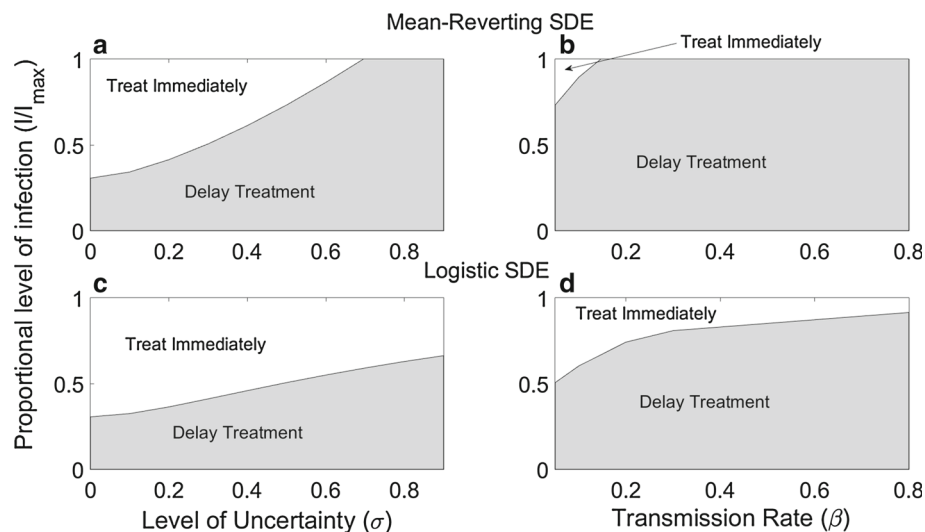 Mean-Reverting SDE
a
b
Treat Immediately
1
0.5
0
Treat Immediately
Delay Treatment
0
0.2
0.4
0.6
0.8
1
0.5
0
Delay Treatment
0.2
0.4
0.6
0.8
Proportional level of infection (I/I_max)
Logistic SDE
c
d
1
0.5
0
Treat Immediately
Delay Treatment
0
0.2
0.4
0.6
0.8
Level of Uncertainty (σ)
1
0.5
0
Treat Immediately
Delay Treatment
0.2
0.4
0.6
0.8
Transmission Rate (β)